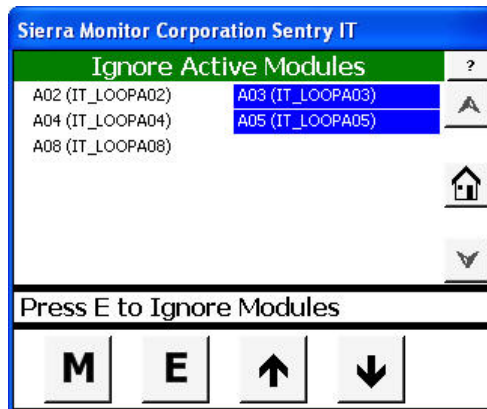 Sierra Monitor Corporation Sentry IT
Ignore Active Modules
?
A02 (IT_LOOPA02) A03 (IT_LOOPA03)
A04 (IT_LOOPA04) A05 (IT_LOOPA05)
A08 (IT_LOOPA08)
Press E to Ignore Modules
M E